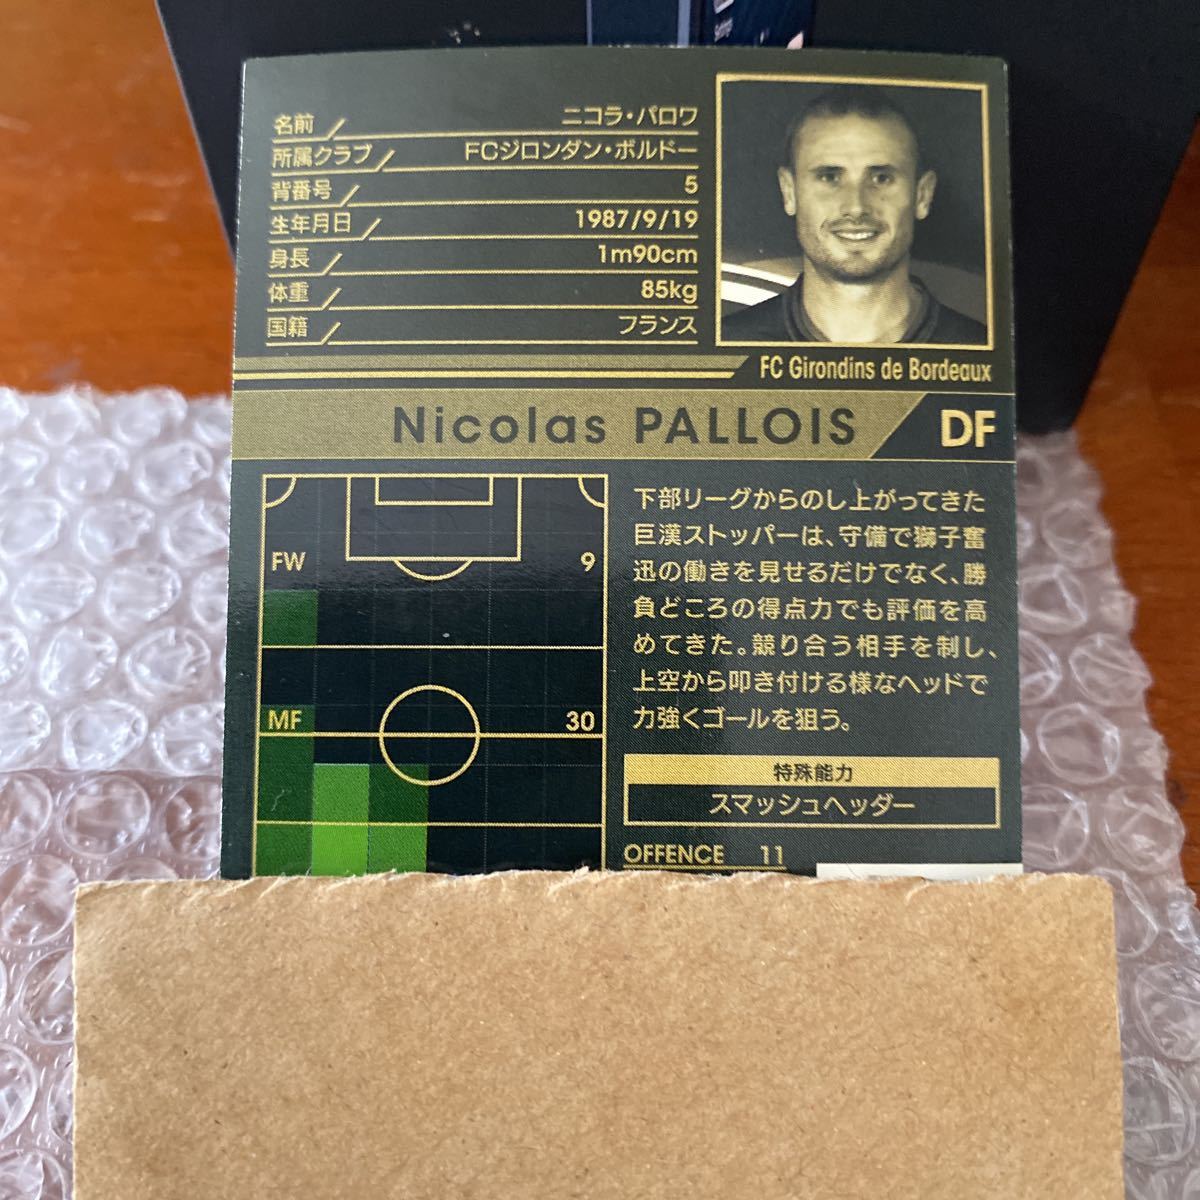 名前 ニコラ・パロワ
所属クラブ FCジロンダン・ボルドー
背番号 5
生年月日 1987/9/19
身長 1m90cm
体重 85kg
国籍 フランス
FC Girondins de Bordeaux
Nicolas PALLOIS DF
FW 9
MF 30
下部リーグからのし上がってきた
巨漢ストッパーは、守備で獅子奮
迅の働きを見せるだけでなく、勝
負どころの得点力でも評価を高
めてきた。競り合う相手を制し、
上空から叩き付ける様なヘッドで
力強くゴールを狙う。
特殊能力
スマッシュヘッダー
OFFENCE 11